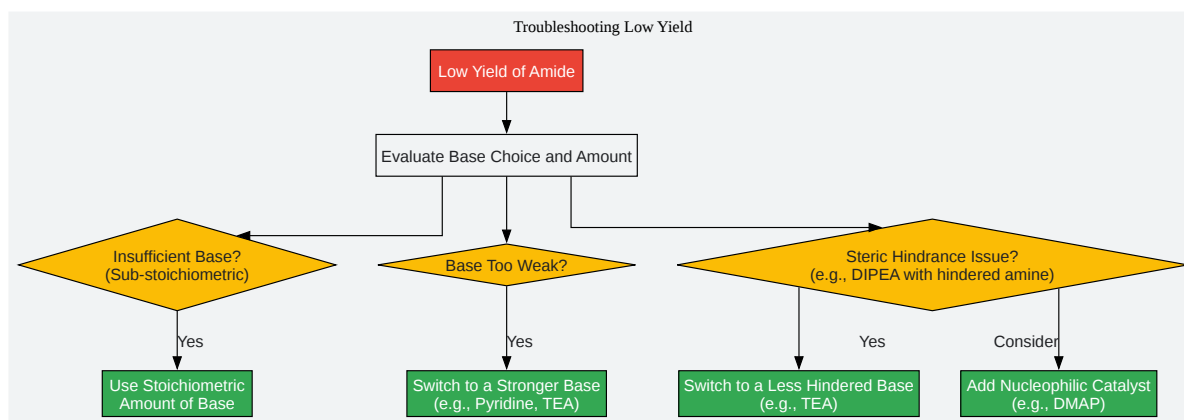 Troubleshooting Low Yield
Low Yield of Amide
Evaluate Base Choice and Amount
Insufficient Base?
(Sub-stoichiometric)
Base Too Weak?
Steric Hindrance Issue?
(e.g., DIPEA with hindered amine)
Yes
Yes
Yes
Consider
Use Stoichiometric
Amount of Base
Switch to a Stronger Base
(e.g., Pyridine, TEA)
Switch to a Less Hindered Base
(e.g., TEA)
Add Nucleophilic Catalyst
(e.g., DMAP)